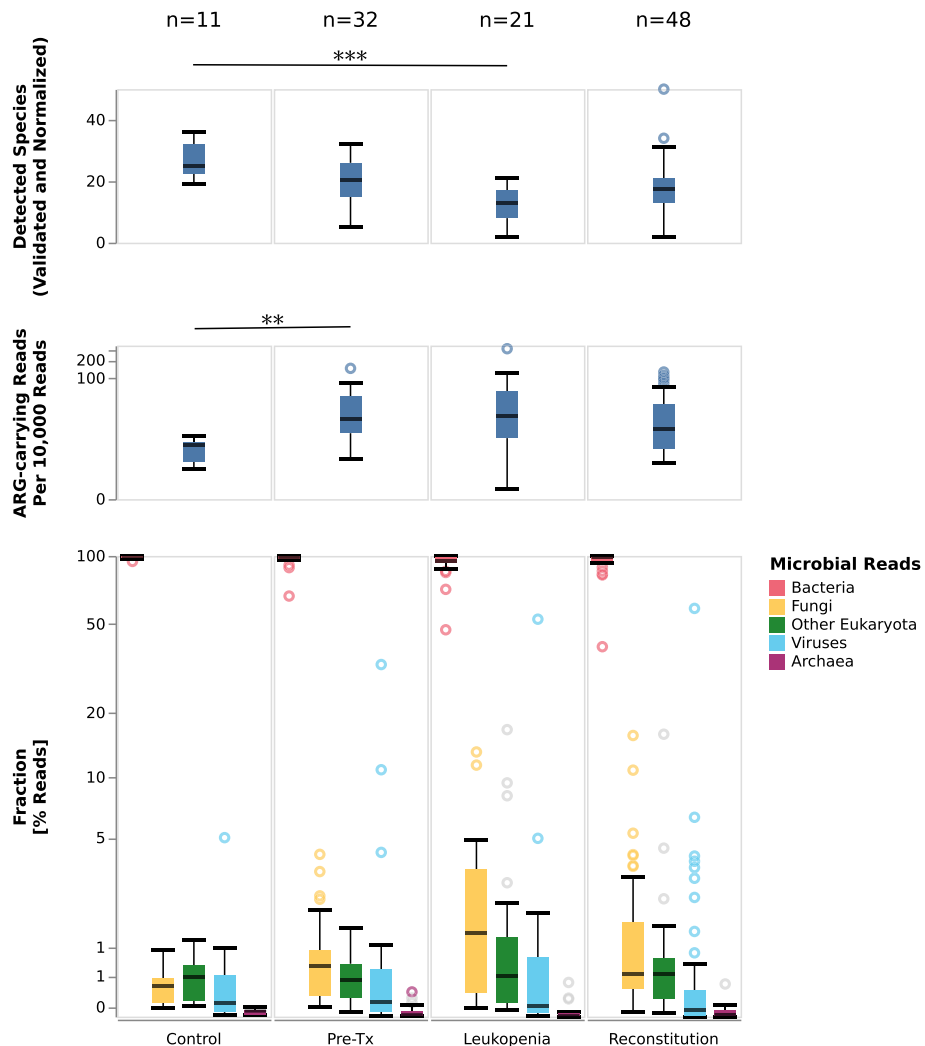 n=11 n=32 n=21 n=48
***
Detected Species
(Validated and Normalized)
40
20
0
**
ARG-carrying Reads
Per 10,000 Reads
200
100
0
Fraction
[% Reads]
100
50
20
10
5
1
1
0
Microbial Reads
Bacteria
Fungi
Other Eukaryota
Viruses
Archaea
Control Pre-Tx Leukopenia Reconstitution